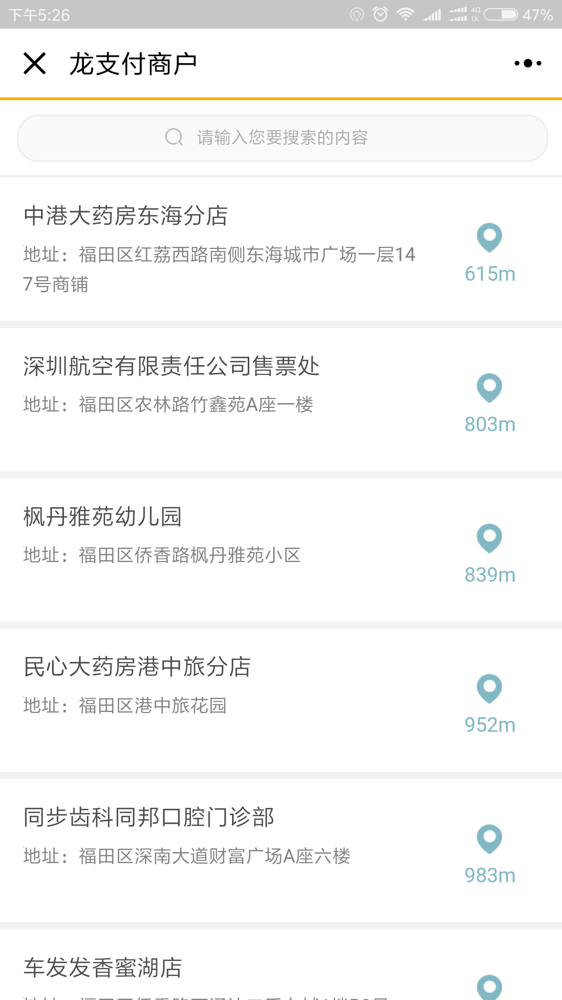 下午5:26
4G
1X
47%
龙支付商户
请输入您要搜索的内容
中港大药房东海分店
地址：福田区红荔西路南侧东海城市广场一层14
7号商铺
615m
深圳航空有限责任公司售票处
地址：福田区农林路竹鑫苑A座一楼
803m
枫丹雅苑幼儿园
地址：福田区侨香路枫丹雅苑小区
839m
民心大药房港中旅分店
地址：福田区港中旅花园
952m
同步齿科同邦口腔门诊部
地址：福田区深南大道财富广场A座六楼
983m
车发发香蜜湖店